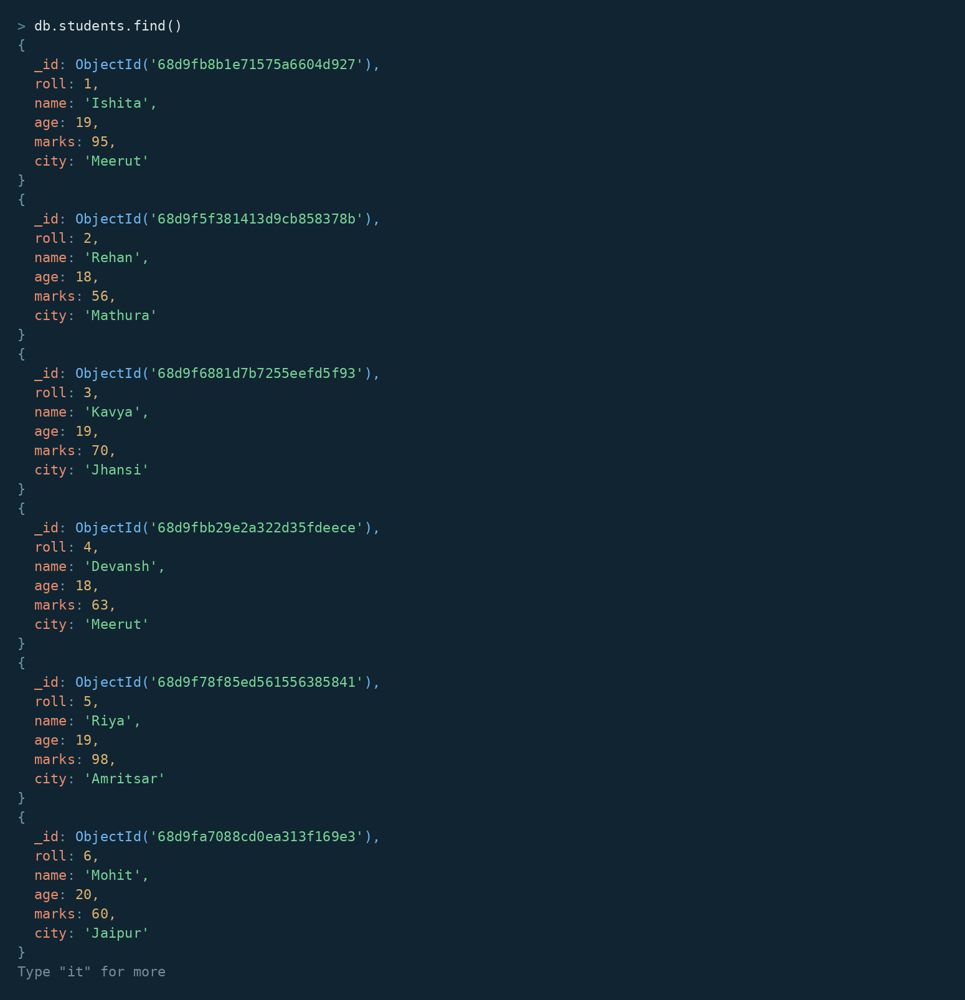 > db.students.find()
{
  _id: ObjectId('68d9fb8b1e71575a6604d927'),
  roll: 1,
  name: 'Ishita',
  age: 19,
  marks: 95,
  city: 'Meerut'
}
{
  _id: ObjectId('68d9f5f381413d9cb858378b'),
  roll: 2,
  name: 'Rehan',
  age: 18,
  marks: 56,
  city: 'Mathura'
}
{
  _id: ObjectId('68d9f6881d7b7255eefd5f93'),
  roll: 3,
  name: 'Kavya',
  age: 19,
  marks: 70,
  city: 'Jhansi'
}
{
  _id: ObjectId('68d9fbb29e2a322d35fdeece'),
  roll: 4,
  name: 'Devansh',
  age: 18,
  marks: 63,
  city: 'Meerut'
}
{
  _id: ObjectId('68d9f78f85ed561556385841'),
  roll: 5,
  name: 'Riya',
  age: 19,
  marks: 98,
  city: 'Amritsar'
}
{
  _id: ObjectId('68d9fa7088cd0ea313f169e3'),
  roll: 6,
  name: 'Mohit',
  age: 20,
  marks: 60,
  city: 'Jaipur'
}
Type "it" for more